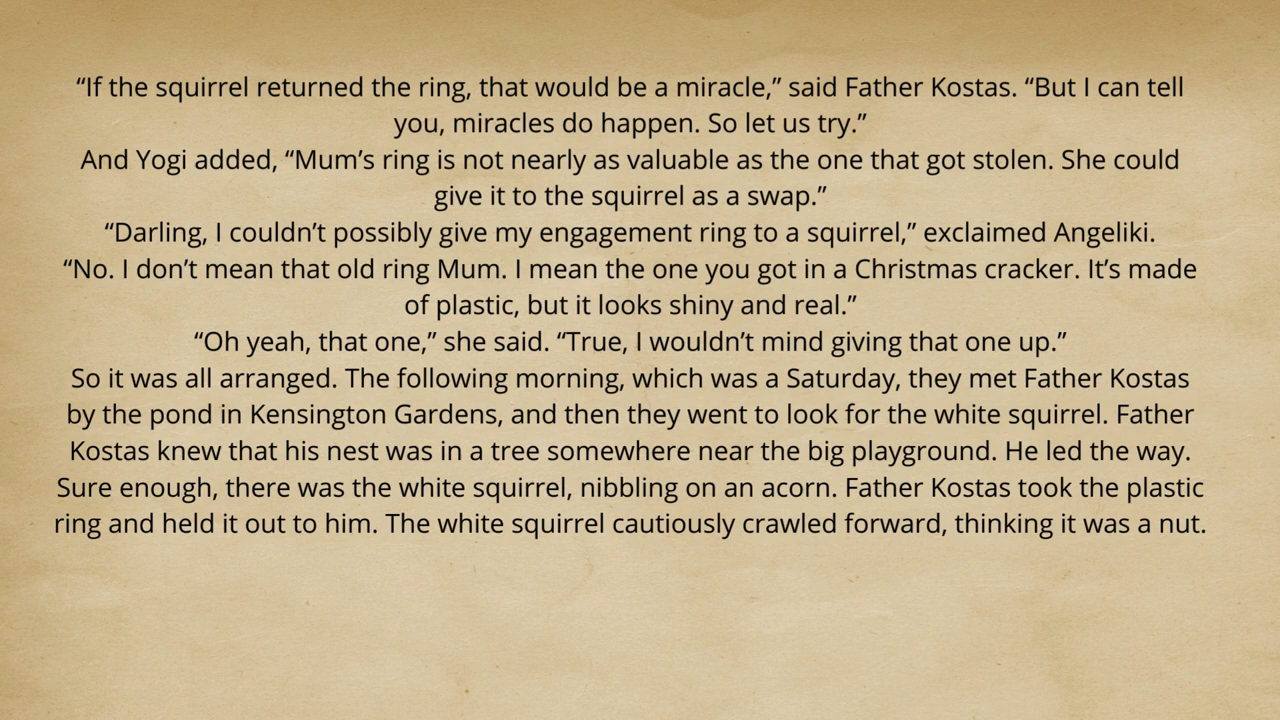 “If the squirrel returned the ring, that would be a miracle,” said Father Kostas. “But I can tell
you, miracles do happen. So let us try.”
And Yogi added, “Mum’s ring is not nearly as valuable as the one that got stolen. She could
give it to the squirrel as a swap.”
“Darling, I couldn’t possibly give my engagement ring to a squirrel,” exclaimed Angeliki.
“No. I don’t mean that old ring Mum. I mean the one you got in a Christmas cracker. It’s made
of plastic, but it looks shiny and real.”
“Oh yeah, that one,” she said. “True, I wouldn’t mind giving that one up.”
So it was all arranged. The following morning, which was a Saturday, they met Father Kostas
by the pond in Kensington Gardens, and then they went to look for the white squirrel. Father
Kostas knew that his nest was in a tree somewhere near the big playground. He led the way.
Sure enough, there was the white squirrel, nibbling on an acorn. Father Kostas took the plastic
ring and held it out to him. The white squirrel cautiously crawled forward, thinking it was a nut.